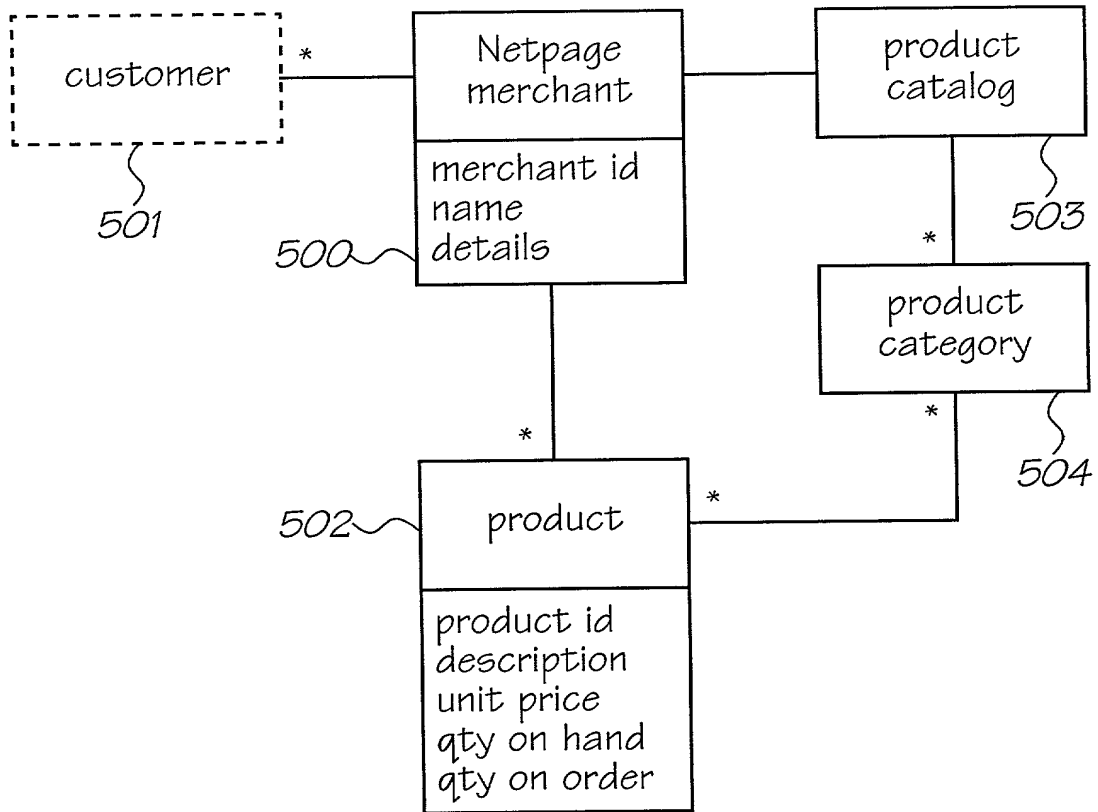 customer
*
501
Netpage
merchant
merchant id
name
details
500
product
catalog
503
*
product
category
504
*
*
502
product
*
product id
description
unit price
qty on hand
qty on order